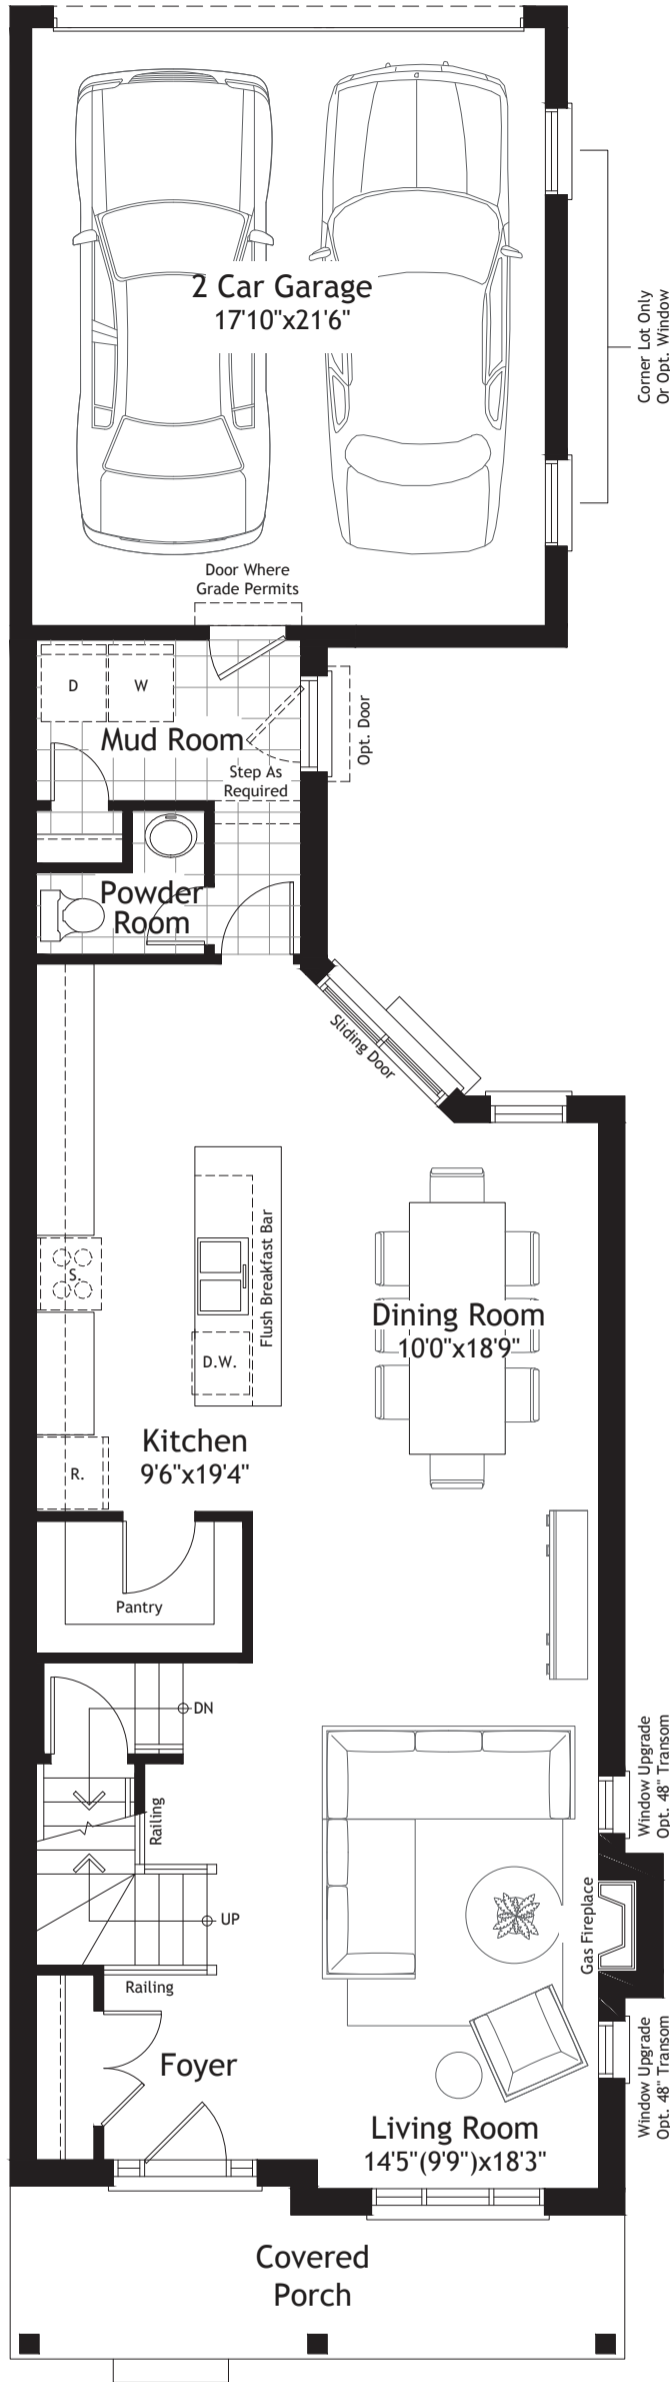 2 Car Garage
17'10"x21'6"
Corner Lot Only
Or Opt. Window
Door Where
Grade Permits
D
W
Mud Room
Opt. Door
Step As
Required
Powder
Room
Sliding Door
Flush Breakfast Bar
S.
D.W.
Dining Room
10'0"x18'9"
Kitchen
9'6"x19'4"
R.
Pantry
DN
Railing
Window Upgrade
Opt. 48" Transom
UP
Gas Fireplace
Railing
Foyer
Window Upgrade
Opt. 48" Transom
Living Room
14'5"(9'9")x18'3"
Covered
Porch